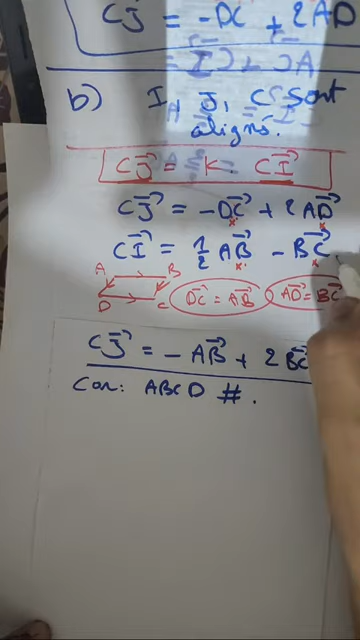 CJ = -DC + 2AD
b) I, J, C sont
alignés.
CJ = K. CI
CJ = -DC + 2AD
CI = 1/2 AB - BC
A B
D C
DC = AB AD = BC
CJ = - AB + 2BC
Car: ABCD #.